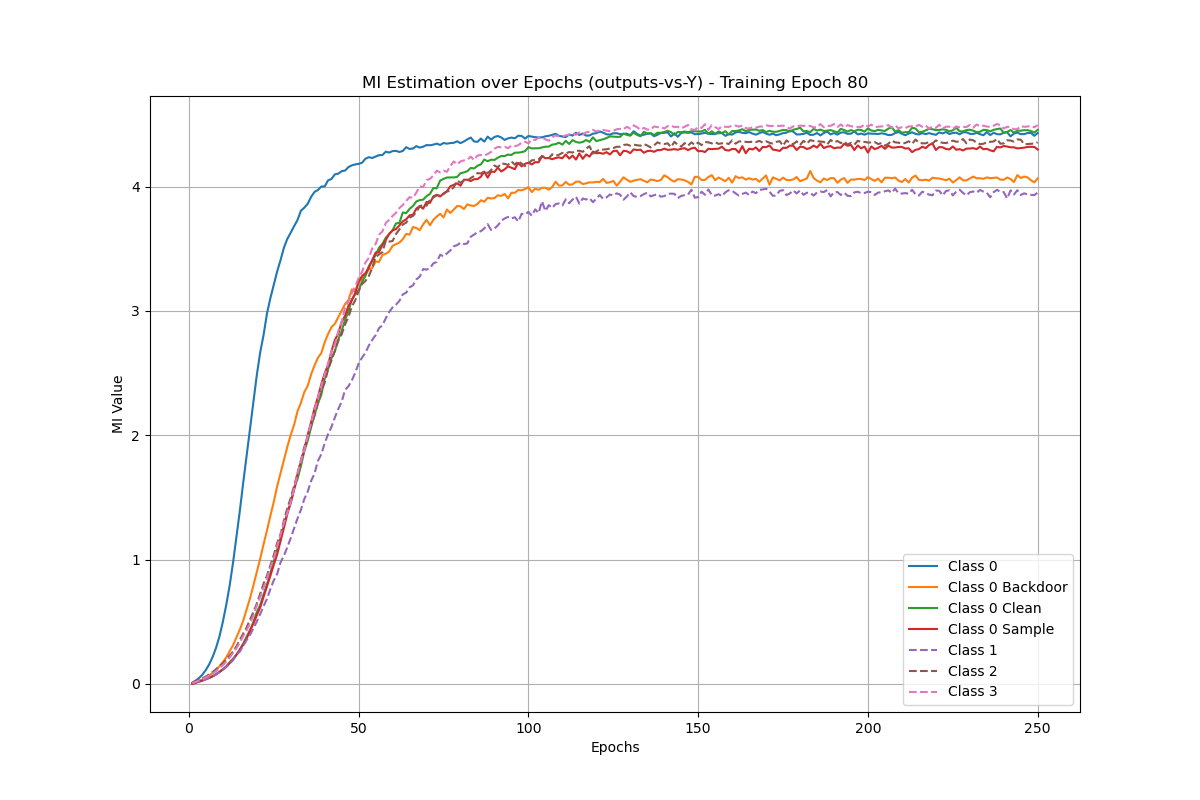 MI Estimation over Epochs (outputs-vs-Y) - Training Epoch 80
MI Value
4
3
2
1
0
0 50 100 150 200 250
Epochs
Class 0
Class 0 Backdoor
Class 0 Clean
Class 0 Sample
Class 1
Class 2
Class 3